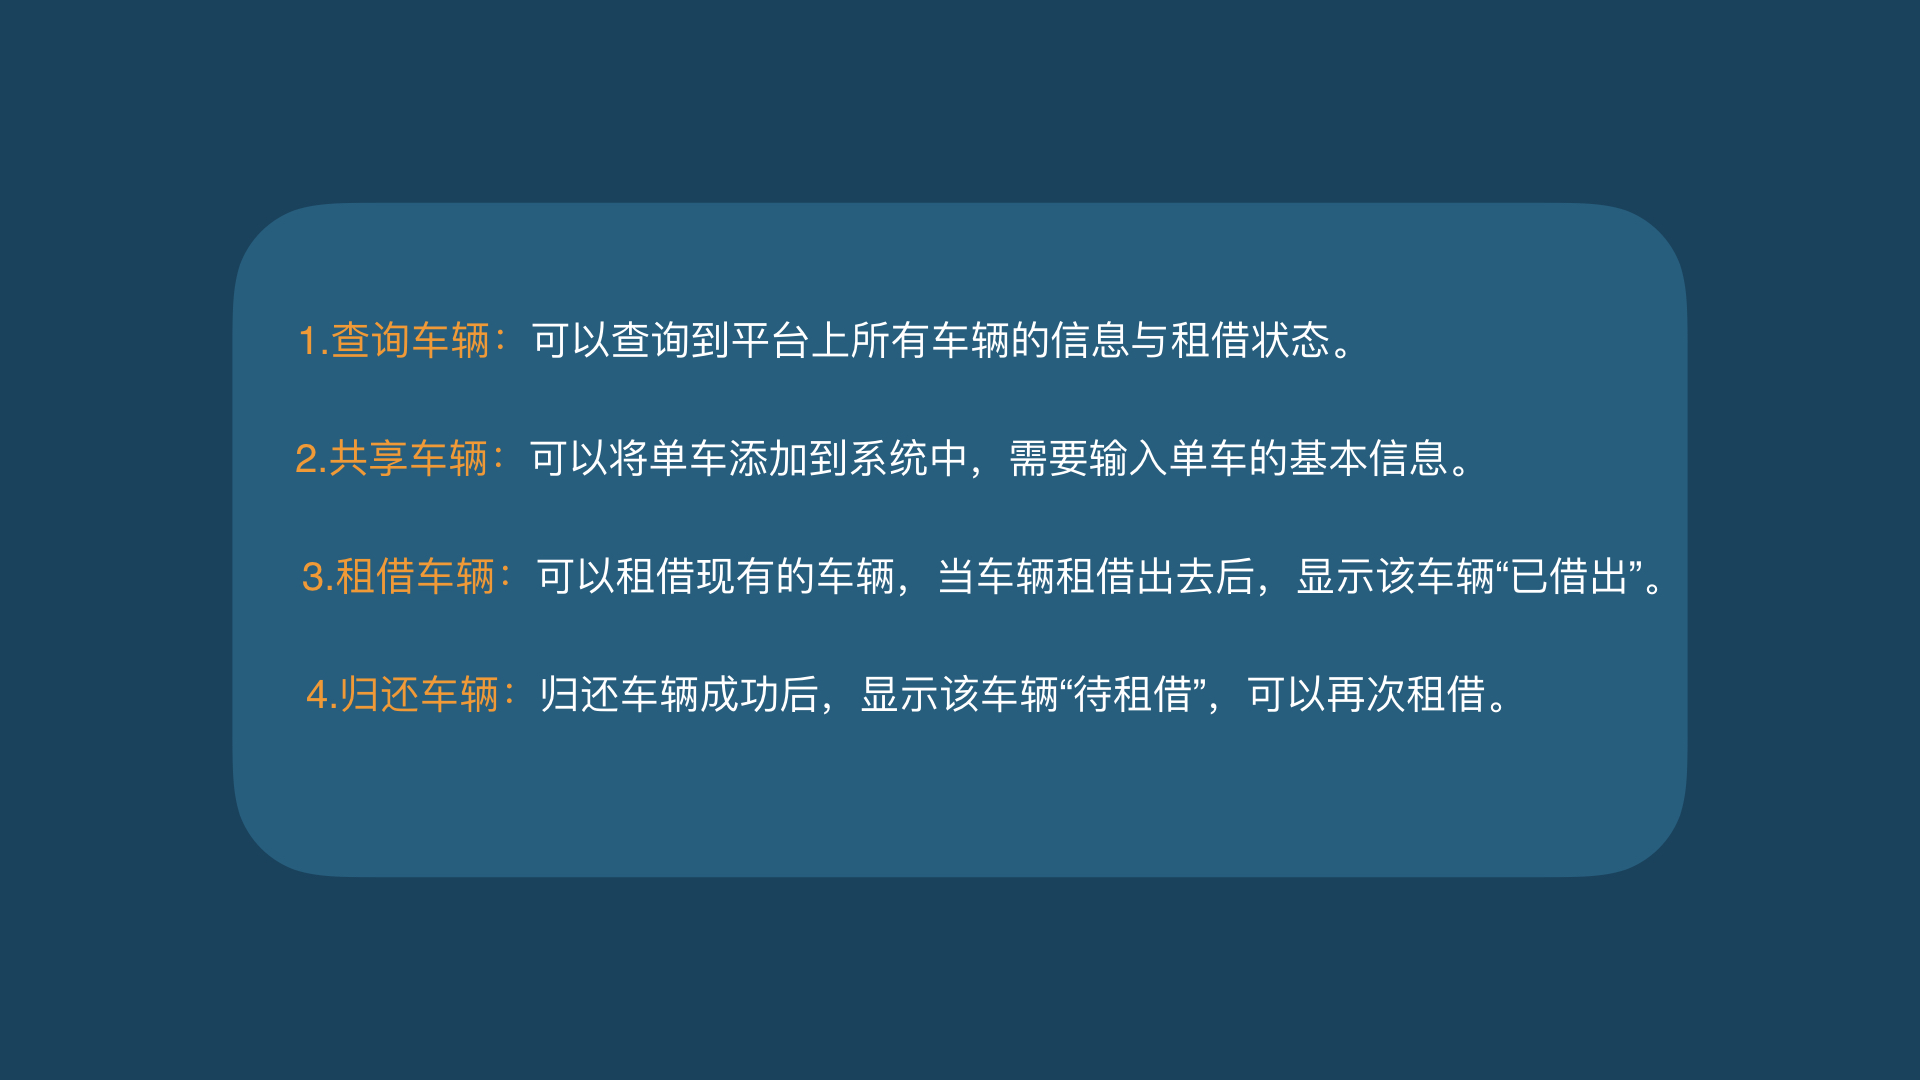 1.查询车辆：可以查询到平台上所有车辆的信息与租借状态。
2.共享车辆：可以将单车添加到系统中，需要输入单车的基本信息。
3.租借车辆：可以租借现有的车辆，当车辆租借出去后，显示该车辆“已借出”。
4.归还车辆：归还车辆成功后，显示该车辆“待租借”，可以再次租借。